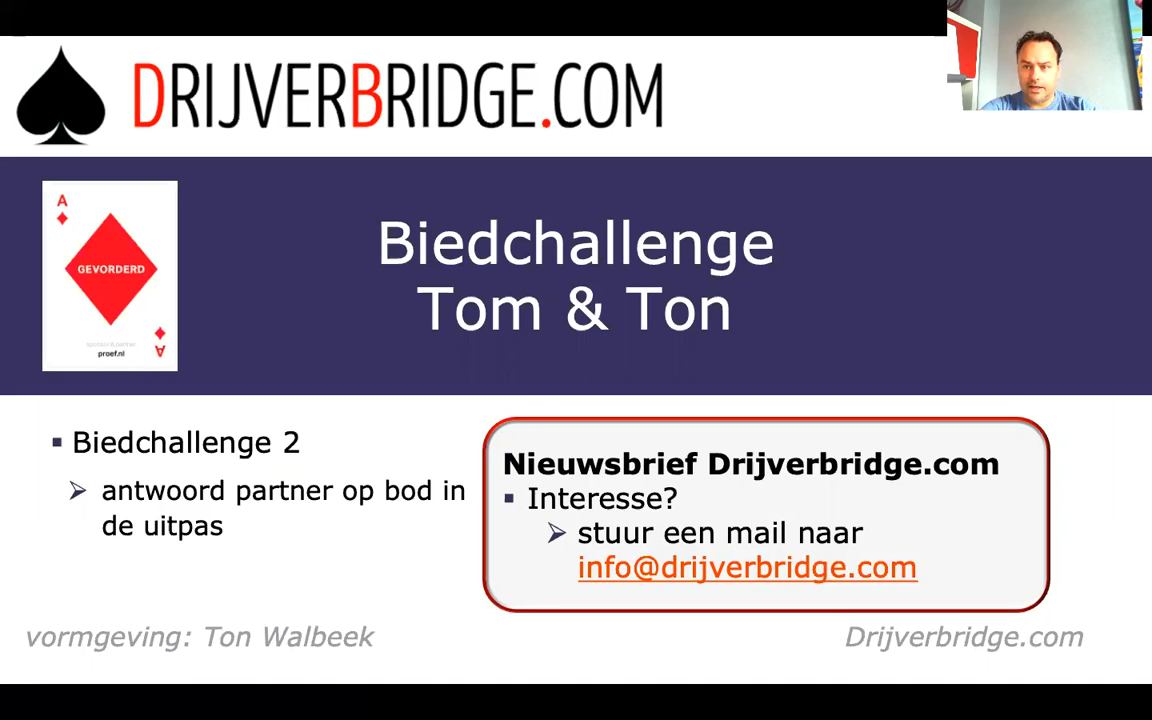 DRIJVERBRIDGE.COM
A
GEVORDERD
proef.nl
A
Biedchallenge
Tom & Ton
Biedchallenge 2
antwoord partner op bod in
de uitpas
Nieuwsbrief Drijverbridge.com
Interesse?
stuur een mail naar
info@drijverbridge.com
vormgeving: Ton Walbeek
Drijverbridge.com